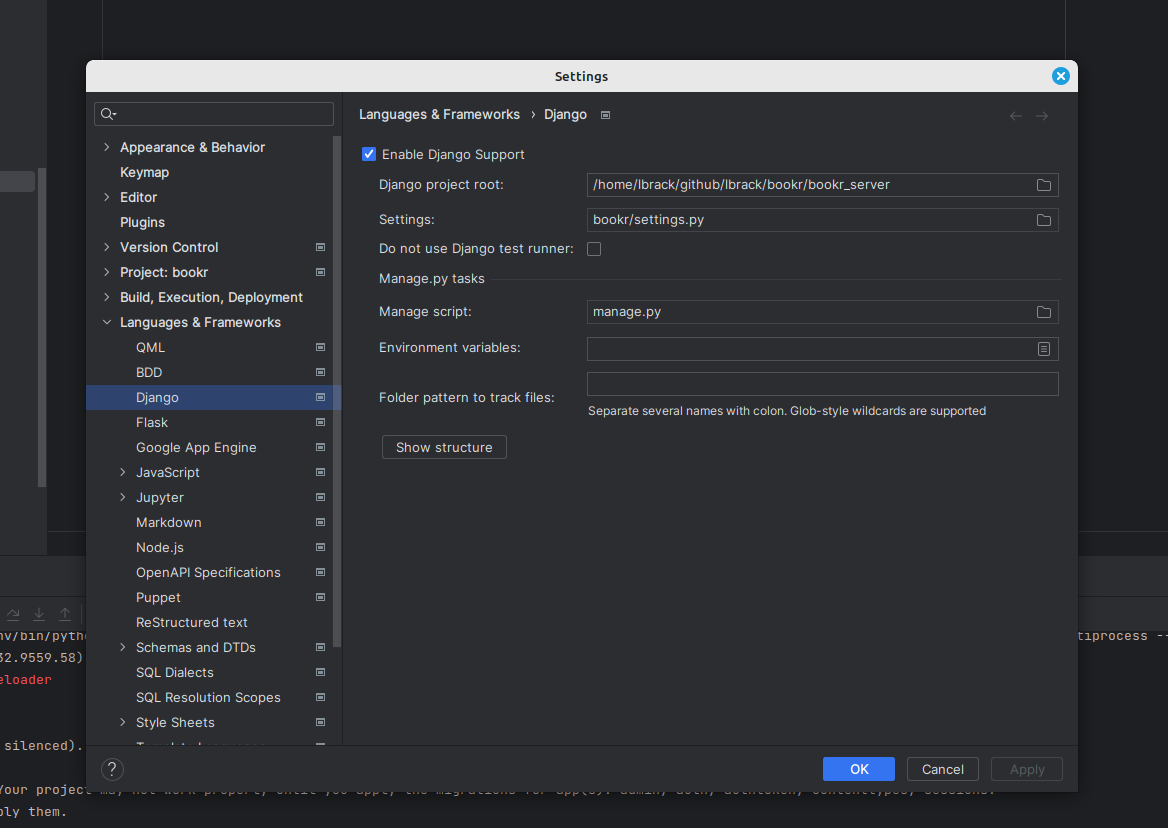 Settings
Appearance & Behavior
Keymap
Editor
Plugins
Version Control
Project: bookr
Build, Execution, Deployment
Languages & Frameworks
QML
BDD
Django
Flask
Google App Engine
JavaScript
Jupyter
Markdown
Node.js
OpenAPI Specifications
Puppet
ReStructured text
Schemas and DTDs
SQL Dialects
SQL Resolution Scopes
Style Sheets
Languages & Frameworks › Django
Enable Django Support
Django project root: /home/lbrack/github/lbrack/bookr/bookr_server
Settings: bookr/settings.py
Do not use Django test runner:
Manage.py tasks
Manage script: manage.py
Environment variables:
Folder pattern to track files:
Separate several names with colon. Glob-style wildcards are supported
Show structure
? OK Cancel Apply
nv/bin/pyth tiprocess --
32.9559.58)
eloader
silenced).
Your project
ply them.